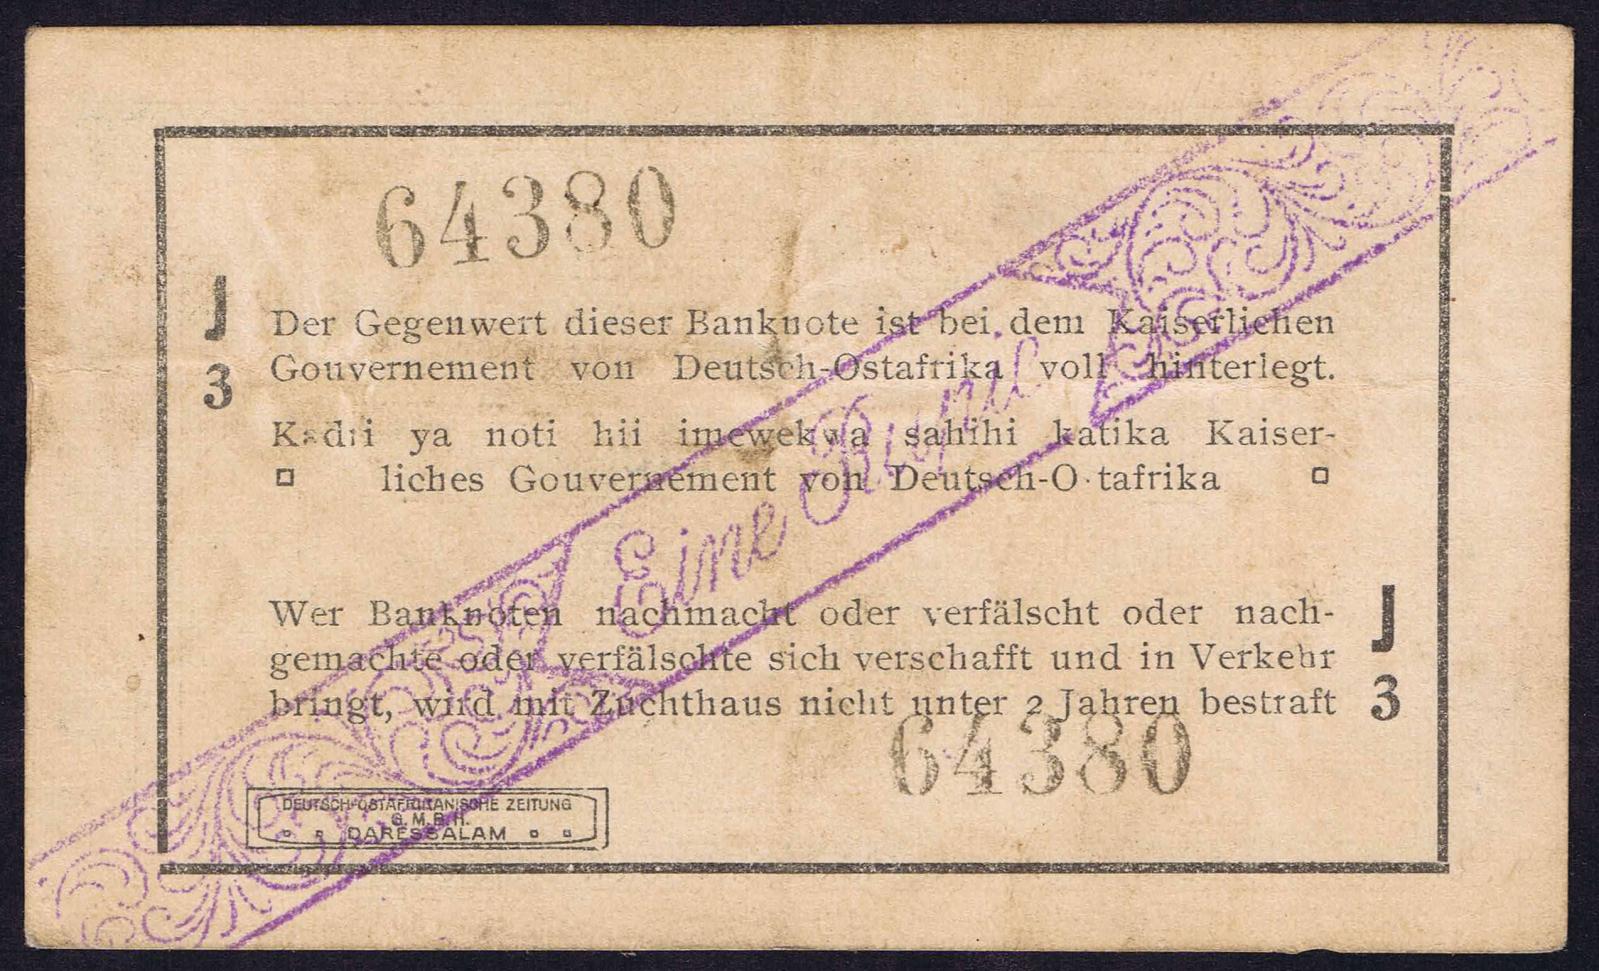 64380
J
3
Der Gegenwert dieser Banknote ist bei dem Kaiserlichen
Gouvernement von Deutsch-Ostafrika voll hinterlegt.
Kadri ya noti hii imewekwa sahihi katika Kaiser-
liches Gouvernement von Deutsch-O tafrika
Eine Rupie
Wer Banknoten nachmacht oder verfälscht oder nach-
gemachte oder verfälschte sich verschafft und in Verkehr
bringt, wird mit Zuchthaus nicht unter 2 Jahren bestraft
J
3
64380
DEUTSCH-OSTAFRIKANISCHE ZEITUNG
G.M.B.H.
DARESSALAM